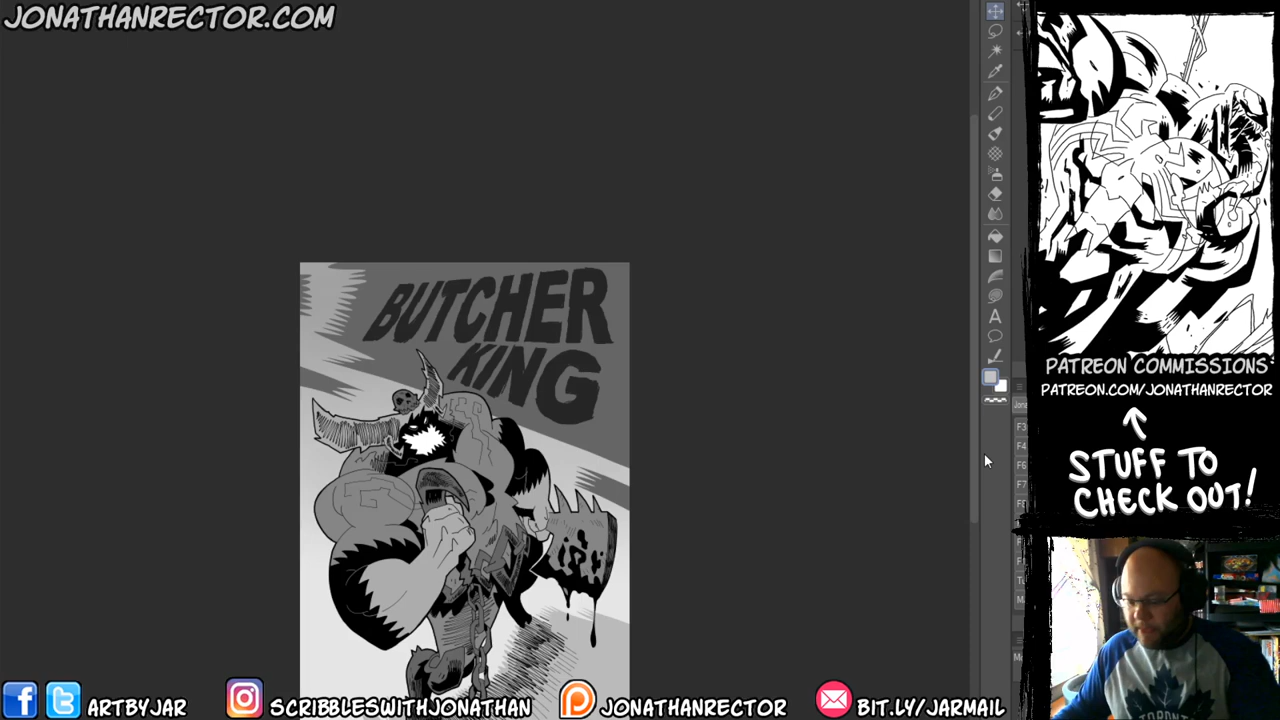 JONATHANRECTOR.COM
BUTCHER
KING
PATREON COMMISSIONS
PATREON.COM/JONATHANRECTOR
STUFF TO
CHECK OUT!
ARTBYJAR
SCRIBBLESWITHJONATHAN
JONATHANRECTOR
BIT.LY/JARMAIL